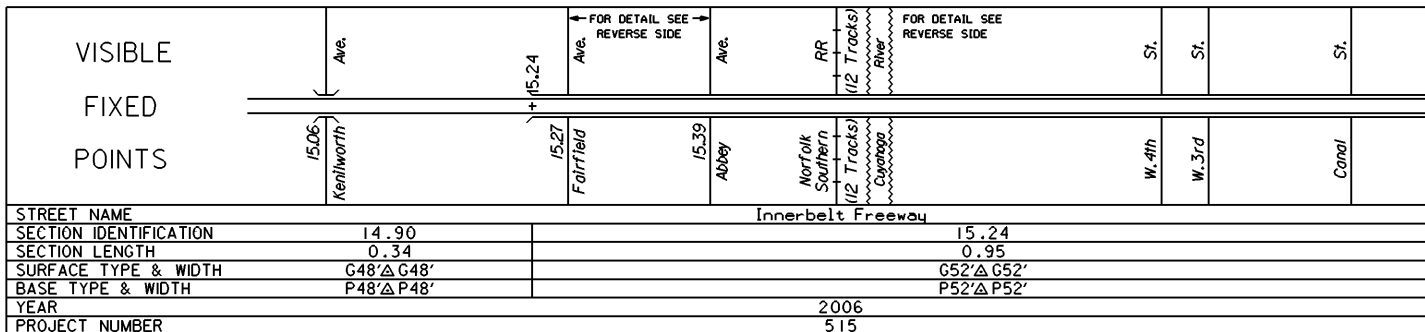 VISIBLE
FIXED
POINTS
Ave.
15.24
←FOR DETAIL SEE→
REVERSE SIDE
Ave.
Ave.
RR
(12 Tracks)
River
FOR DETAIL SEE
REVERSE SIDE
St.
St.
St.
15.06
Kenilworth
15.27
Fairfield
15.39
Abbey
Norfolk
Southern
(12 Tracks)
Cuyahoga
W.4th
W.3rd
Canal
STREET NAME Innerbelt Freeway
SECTION IDENTIFICATION 14.90 15.24
SECTION LENGTH 0.34 0.95
SURFACE TYPE & WIDTH G48'△G48' G52'△G52'
BASE TYPE & WIDTH P48'△P48' P52'△P52'
YEAR 2006
PROJECT NUMBER 515